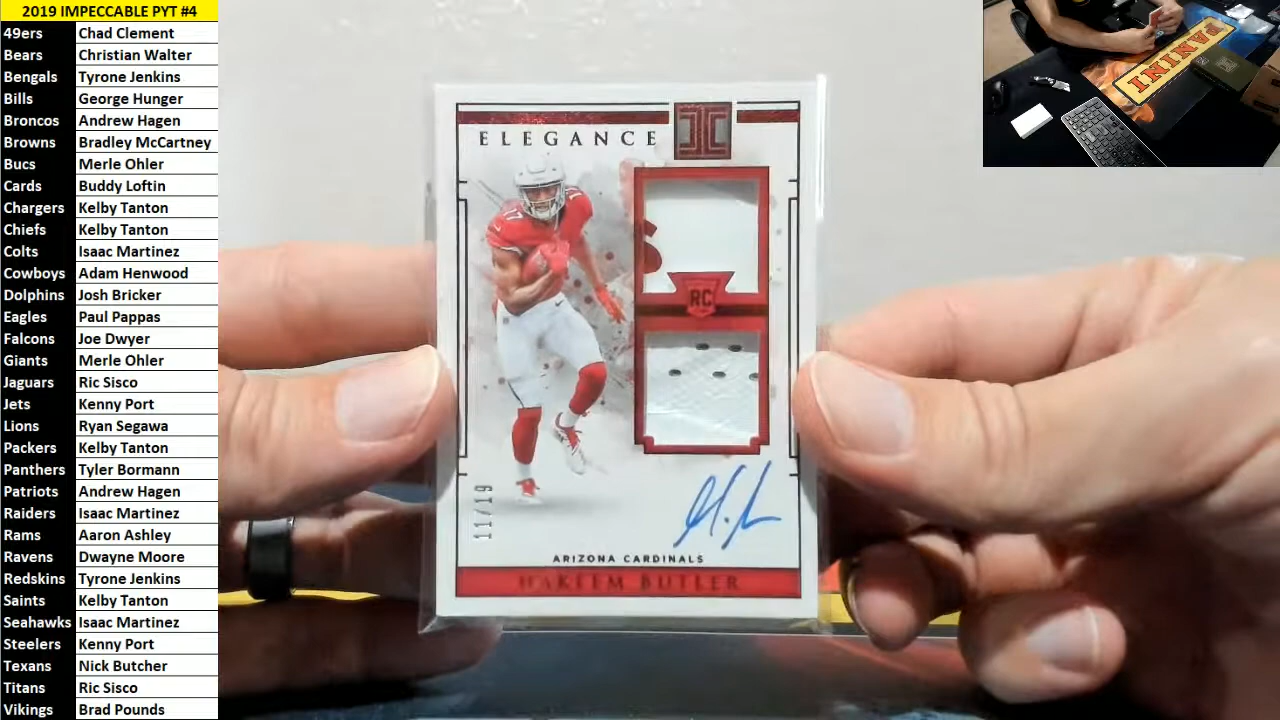 2019 IMPECCABLE PYT #4
49ers Chad Clement
Bears Christian Walter
Bengals Tyrone Jenkins
Bills George Hunger
Broncos Andrew Hagen
Browns Bradley McCartney
Bucs Merle Ohler
Cards Buddy Loftin
Chargers Kelby Tanton
Chiefs Kelby Tanton
Colts Isaac Martinez
Cowboys Adam Henwood
Dolphins Josh Bricker
Eagles Paul Pappas
Falcons Joe Dwyer
Giants Merle Ohler
Jaguars Ric Sisco
Jets Kenny Port
Lions Ryan Segawa
Packers Kelby Tanton
Panthers Tyler Bormann
Patriots Andrew Hagen
Raiders Isaac Martinez
Rams Aaron Ashley
Ravens Dwayne Moore
Redskins Tyrone Jenkins
Saints Kelby Tanton
Seahawks Isaac Martinez
Steelers Kenny Port
Texans Nick Butcher
Titans Ric Sisco
Vikings Brad Pounds
ELEGANCE
17
RC
11/19
ARIZONA CARDINALS
HAKEEM BUTLER
PANINI